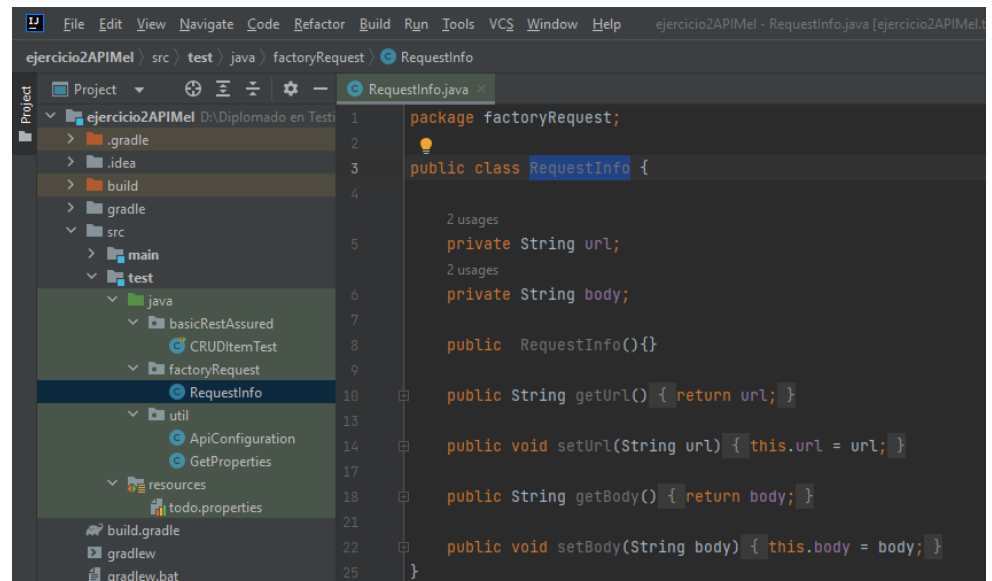 File Edit View Navigate Code Refactor Build Run Tools VCS Window Help ejercicio2APIMel - RequestInfo.java [ejercicio2APIMel.t
ejercicio2APIMel src test java factoryRequest RequestInfo
Project
Project
RequestInfo.java
ejercicio2APIMel D:\Diplomado en Testi
.gradle
.idea
build
gradle
src
main
test
java
basicRestAssured
CRUDItemTest
factoryRequest
RequestInfo
util
ApiConfiguration
GetProperties
resources
todo.properties
build.gradle
gradlew
gradlew.bat
1 package factoryRequest;
2
3 public class RequestInfo {
4
2 usages
5 private String url;
2 usages
6 private String body;
7
8 public RequestInfo(){}
9
10 public String getUrl() { return url; }
13
14 public void setUrl(String url) { this.url = url; }
17
18 public String getBody() { return body; }
21
22 public void setBody(String body) { this.body = body; }
25 }